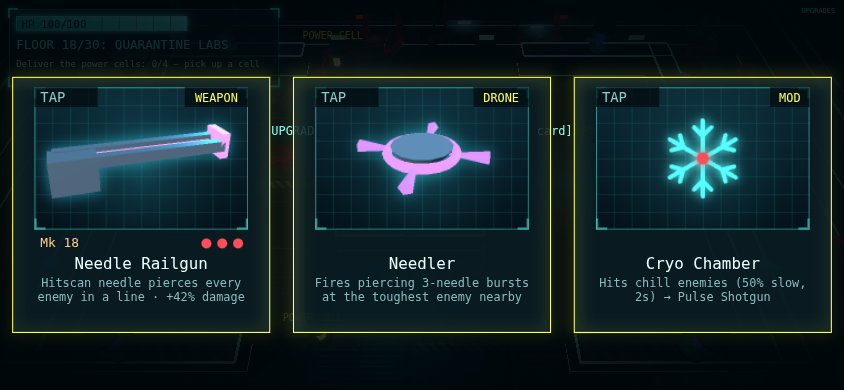 HP 100/100
UPGRADES
FLOOR 18/30: QUARANTINE LABS
POWER CELL
Deliver the power cells: 0/4 — pick up a cell
TAP
WEAPON
TAP
DRONE
TAP
MOD
UPGRAD
card]
Mk 18
Needle Railgun
Hitscan needle pierces every
enemy in a line · +42% damage
Needler
Fires piercing 3-needle bursts
at the toughest enemy nearby
Cryo Chamber
Hits chill enemies (50% slow,
2s) → Pulse Shotgun